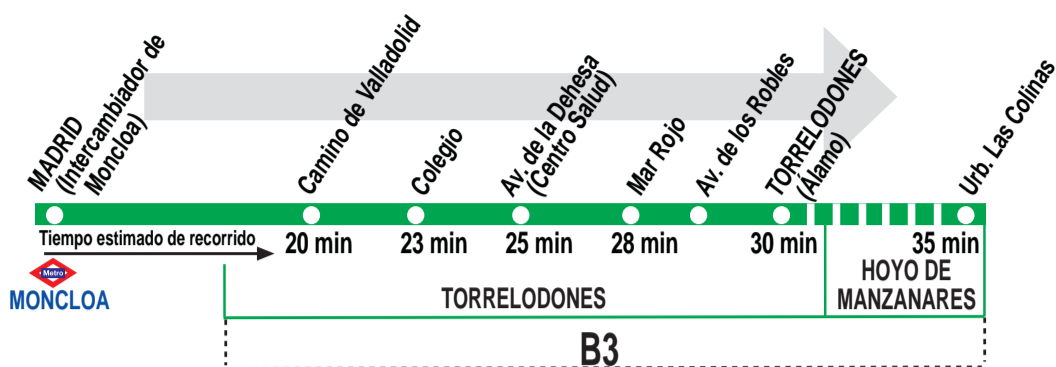 MADRID
(Intercambiador de
Moncloa)
Camino de Valladolid
Colegio
Av. de la Dehesa
(Centro Salud)
Mar Rojo
Av. de los Robles
TORRELODONES
(Álamo)
Urb. Las Colinas
Tiempo estimado de recorrido
20 min
23 min
25 min
28 min
30 min
35 min
Metro
MONCLOA
TORRELODONES
HOYO DE
MANZANARES
B3